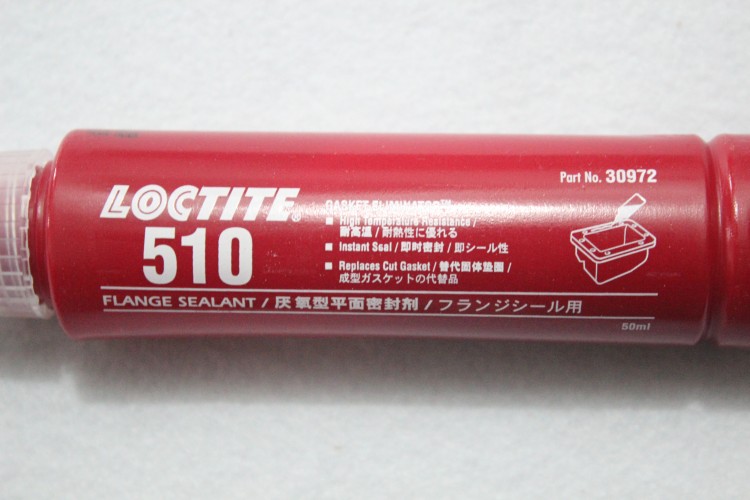 Part No. 30972
LOCTITE®
510
GASKET ELIMINATOR™
■ High Temperature Resistance /
耐高温 / 耐熱性に優れる
■ Instant Seal / 即时密封 / 即シール性
■ Replaces Cut Gasket / 替代固体垫圈 /
成型ガスケットの代替品
FLANGE SEALANT / 厌氧型平面密封剂 / フランジシール用
50ml